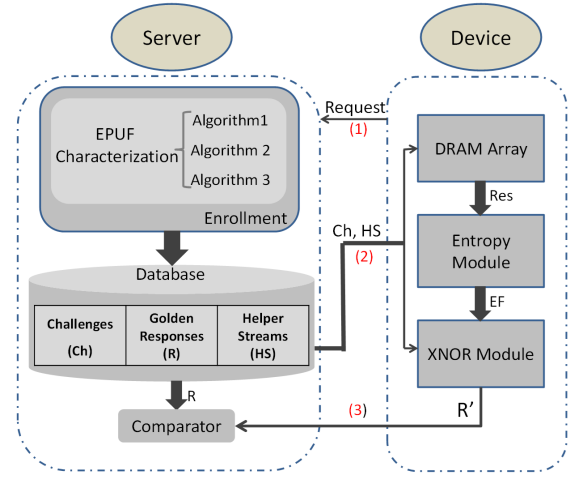 Server
Device
EPUF
Characterization
Algorithm1
Algorithm 2
Algorithm 3
Enrollment
Request
(1)
DRAM Array
Res
Ch, HS
(2)
Entropy
Module
EF
XNOR Module
Database
Challenges
(Ch)
Golden
Responses
(R)
Helper
Streams
(HS)
R
Comparator
(3)
R’